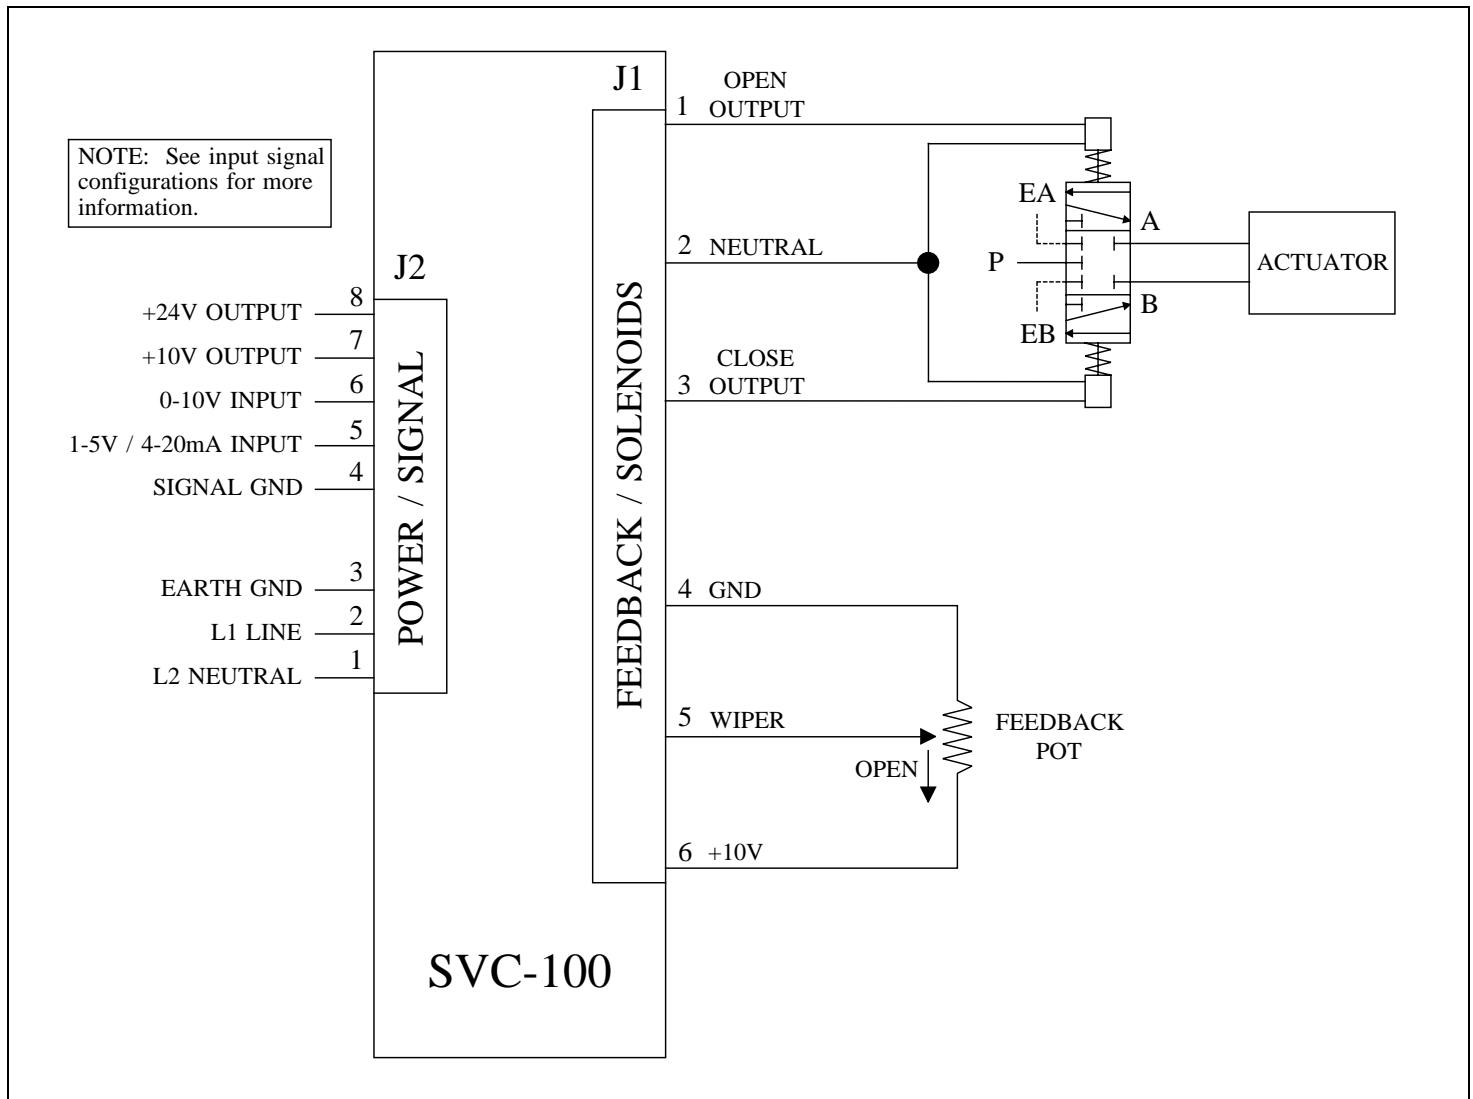 J1
1 OPEN
OUTPUT
NOTE: See input signal
configurations for more
information.
EA
A
2 NEUTRAL
P
ACTUATOR
J2
8
+24V OUTPUT
B
7
+10V OUTPUT
EB
6
0-10V INPUT
CLOSE
3 OUTPUT
5
1-5V / 4-20mA INPUT
4
SIGNAL GND
POWER / SIGNAL
FEEDBACK / SOLENOIDS
3
EARTH GND
4 GND
2
L1 LINE
1
L2 NEUTRAL
5 WIPER
FEEDBACK
POT
OPEN
6 +10V
SVC-100